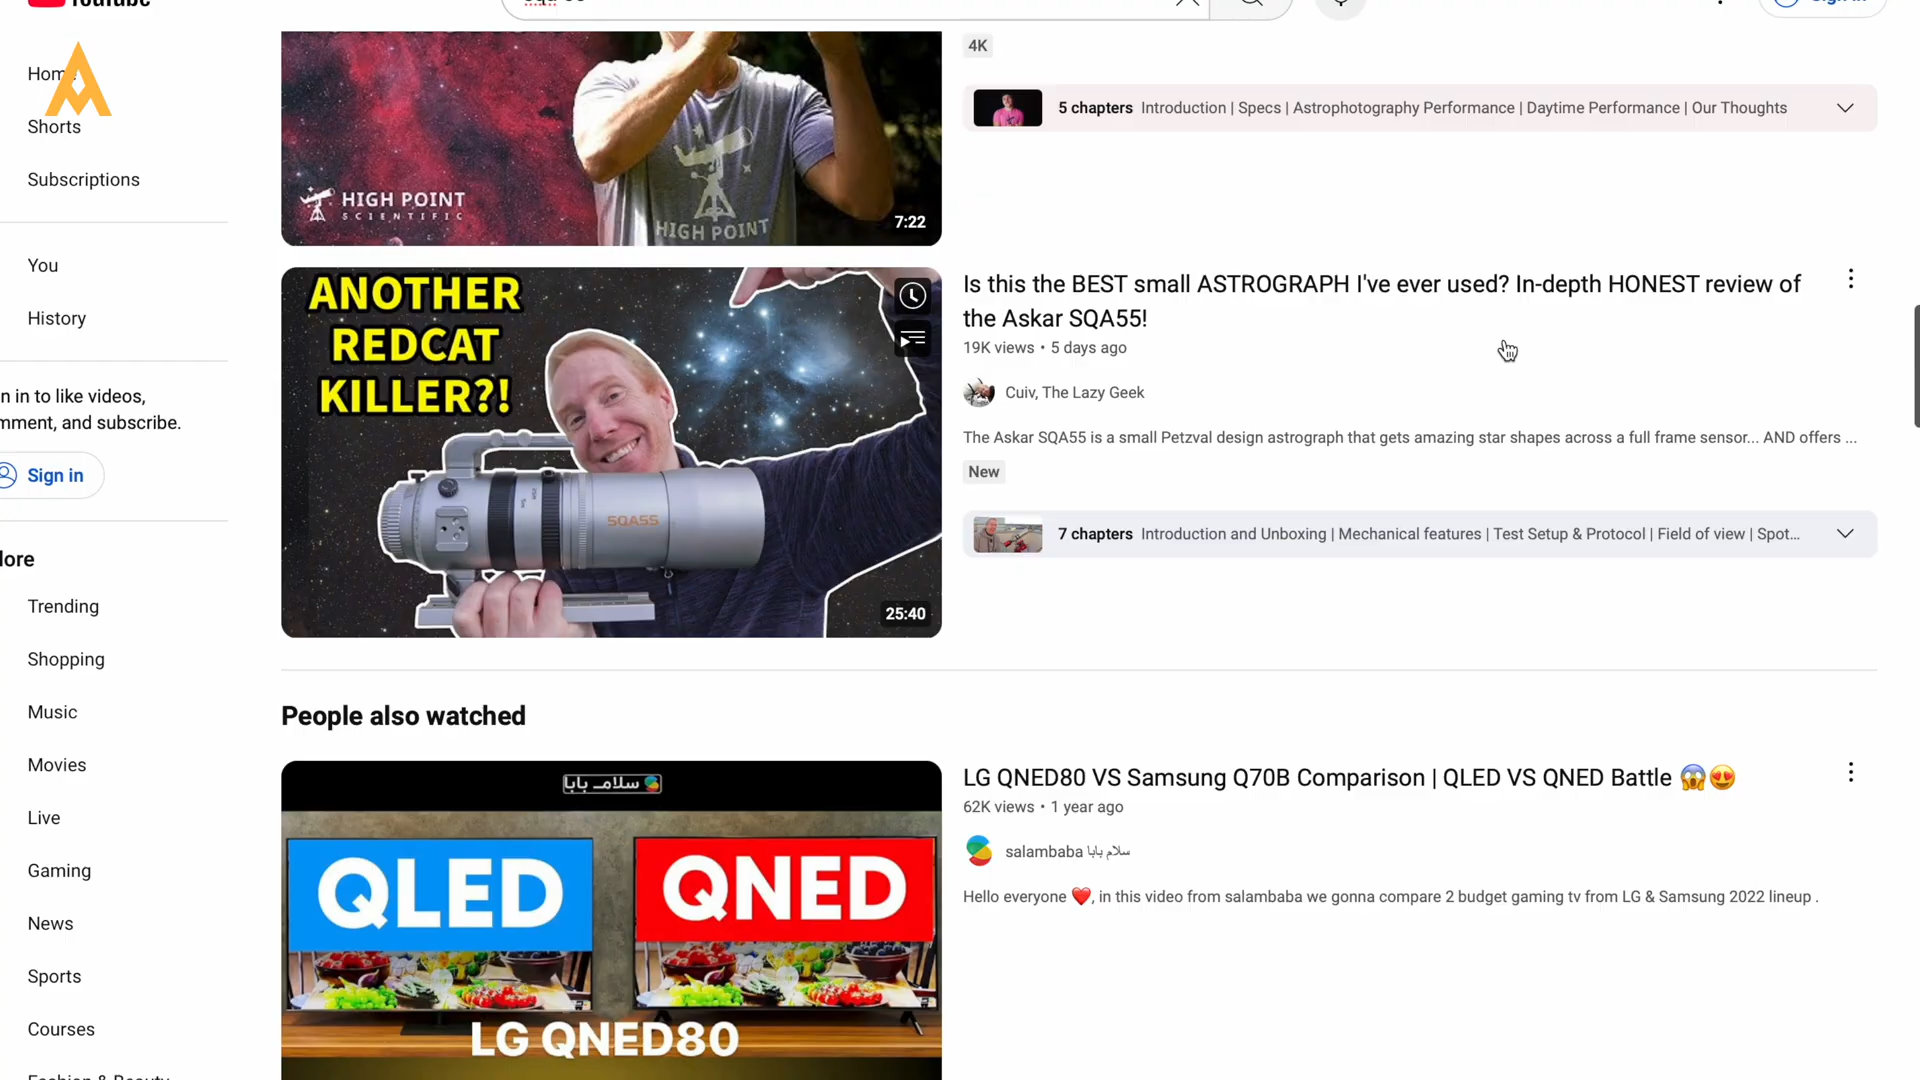 YouTube
Home
Shorts
Subscriptions
You
History
n in to like videos,
mment, and subscribe.
Sign in
lore
Trending
Shopping
Music
Movies
Live
Gaming
News
Sports
Courses
HIGH POINT
SCIENTIFIC
HIGH POINT
7:22
4K
5 chapters Introduction | Specs | Astrophotography Performance | Daytime Performance | Our Thoughts
ANOTHER
REDCAT
KILLER?!
SQA55
25:40
Is this the BEST small ASTROGRAPH I've ever used? In-depth HONEST review of
the Askar SQA55!
19K views • 5 days ago
Cuiv, The Lazy Geek
The Askar SQA55 is a small Petzval design astrograph that gets amazing star shapes across a full frame sensor... AND offers ...
New
7 chapters Introduction and Unboxing | Mechanical features | Test Setup & Protocol | Field of view | Spot...
People also watched
سلامــ بابا
QLED
QNED
LG QNED80
LG QNED80 VS Samsung Q70B Comparison | QLED VS QNED Battle 😱😍
62K views • 1 year ago
salambaba سلام بابا
Hello everyone ❤️, in this video from salambaba we gonna compare 2 budget gaming tv from LG & Samsung 2022 lineup .